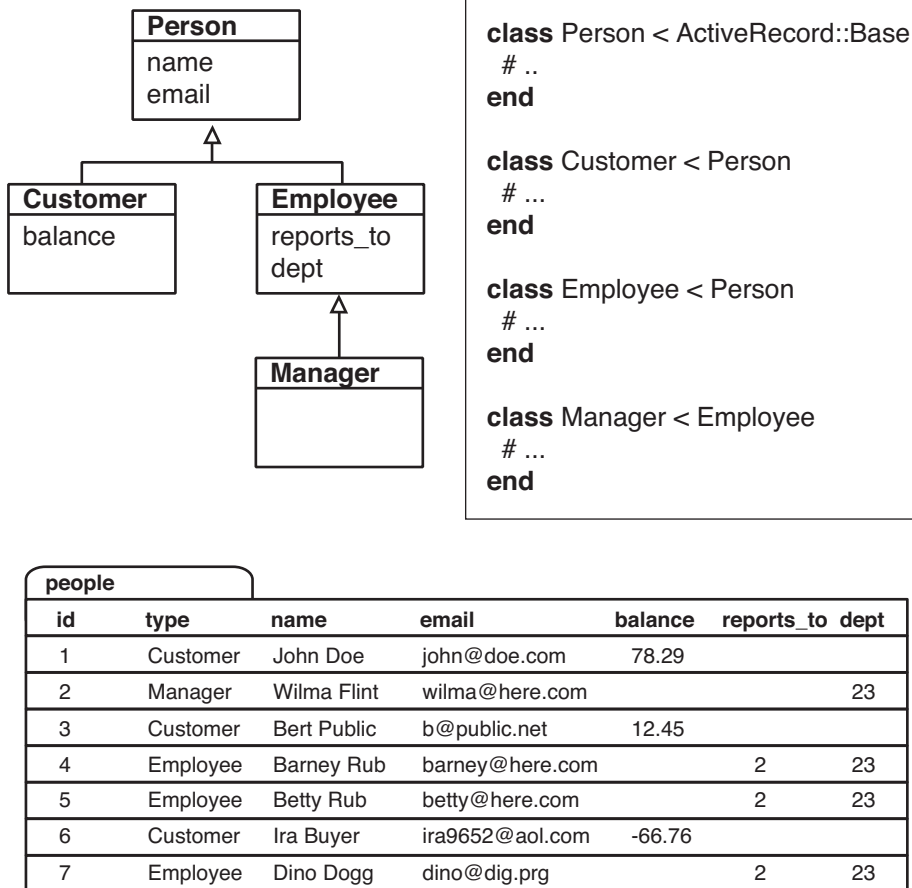 Person
name
email
Customer
balance
Employee
reports_to
dept
Manager
class Person < ActiveRecord::Base
# ..
end
class Customer < Person
# ...
end
class Employee < Person
# ...
end
class Manager < Employee
# ...
end
people
id type name email balance reports_to dept
1 Customer John Doe john@doe.com 78.29
2 Manager Wilma Flint wilma@here.com 23
3 Customer Bert Public b@public.net 12.45
4 Employee Barney Rub barney@here.com 2 23
5 Employee Betty Rub betty@here.com 2 23
6 Customer Ira Buyer ira9652@aol.com -66.76
7 Employee Dino Dogg dino@dig.prg 2 23